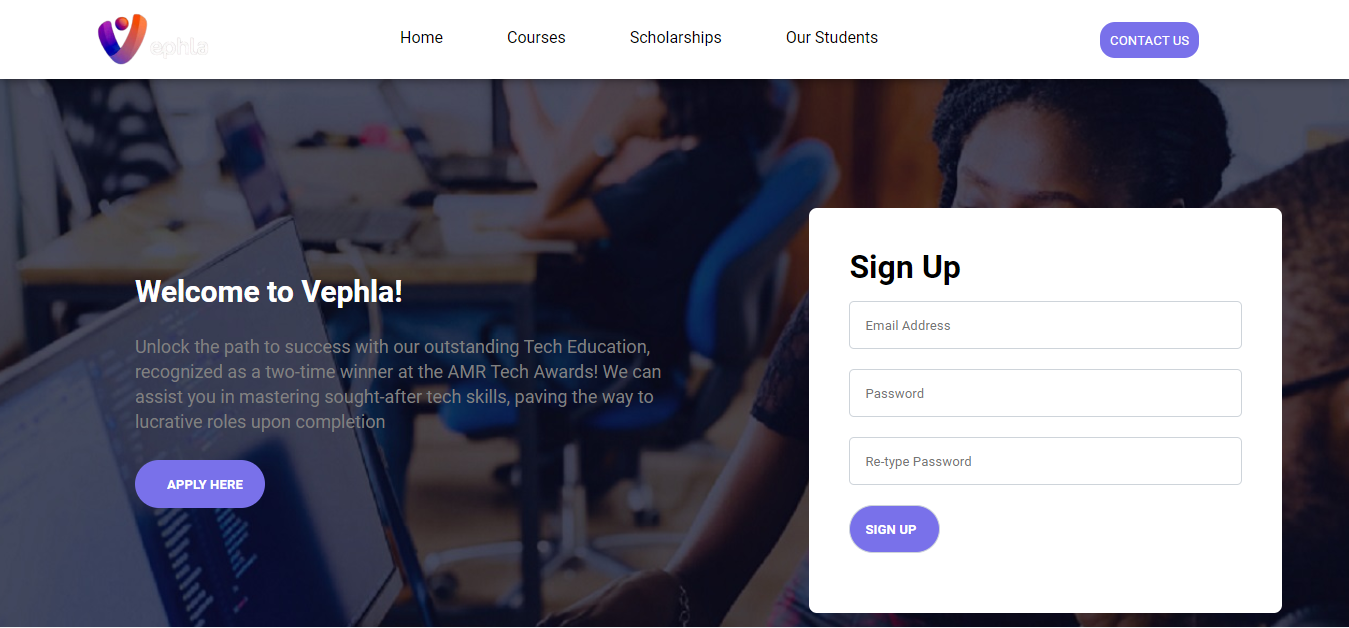 ephla
Home
Courses
Scholarships
Our Students
CONTACT US
Welcome to Vephla!
Unlock the path to success with our outstanding Tech Education,
recognized as a two-time winner at the AMR Tech Awards! We can
assist you in mastering sought-after tech skills, paving the way to
lucrative roles upon completion
APPLY HERE
Sign Up
Email Address
Password
Re-type Password
SIGN UP